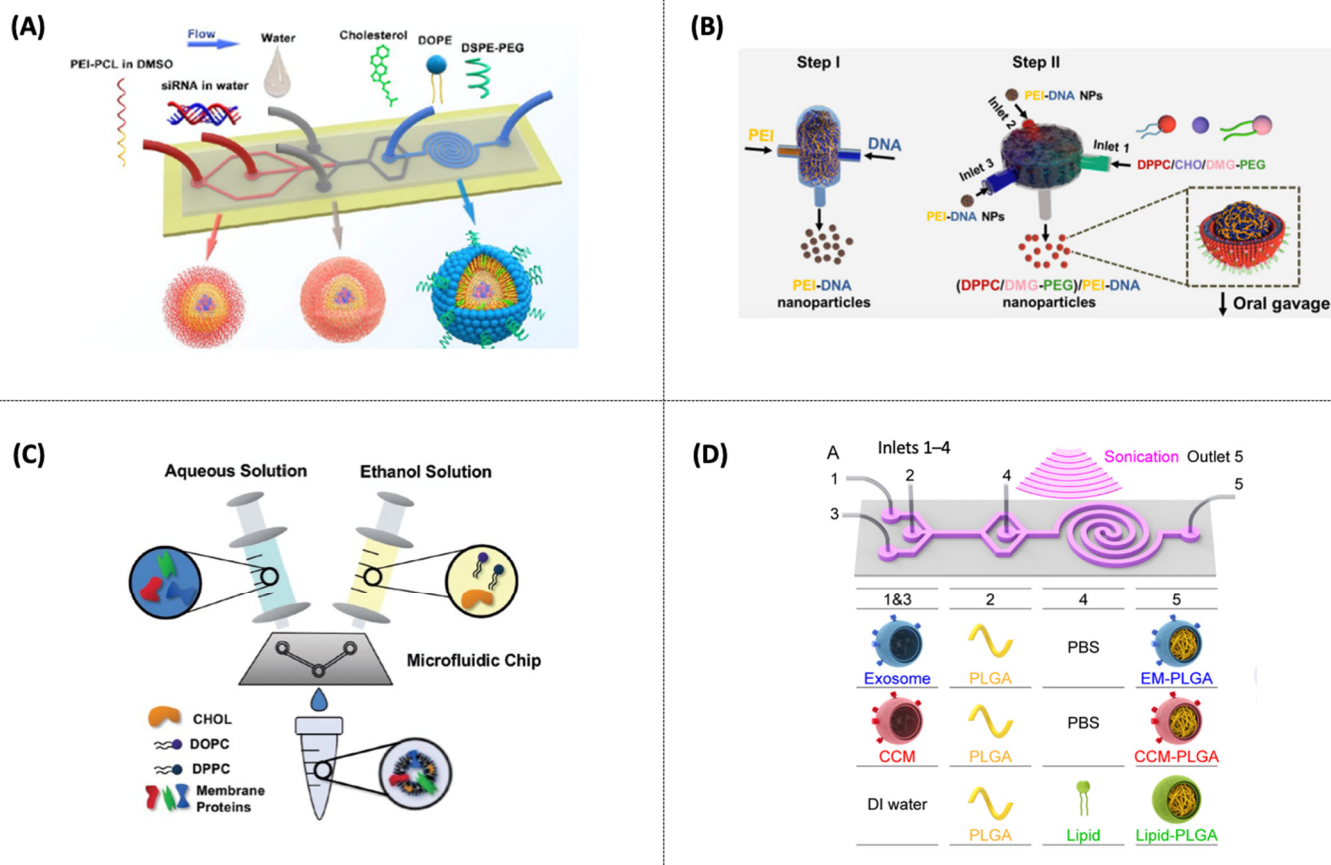 (A)
Flow
Water
Cholesterol
DOPE
DSPE-PEG
PEI-PCL in DMSO
siRNA in water
(B)
Step I
Step II
PEI-DNA NPs
Inlet 2
PEI
DNA
Inlet 1
Inlet 3
DPPC/CHO/DMG-PEG
PEI-DNA NPs
PEI-DNA
nanoparticles
(DPPC/DMG-PEG)/PEI-DNA
nanoparticles
Oral gavage
(C)
Aqueous Solution
Ethanol Solution
Microfluidic Chip
CHOL
DOPC
DPPC
Membrane
Proteins
(D)
A
Inlets 1–4
Sonication
Outlet 5
1
2
4
5
3
1&3
2
4
5
PBS
Exosome
PLGA
EM-PLGA
PBS
CCM
PLGA
CCM-PLGA
DI water
PLGA
Lipid
Lipid-PLGA